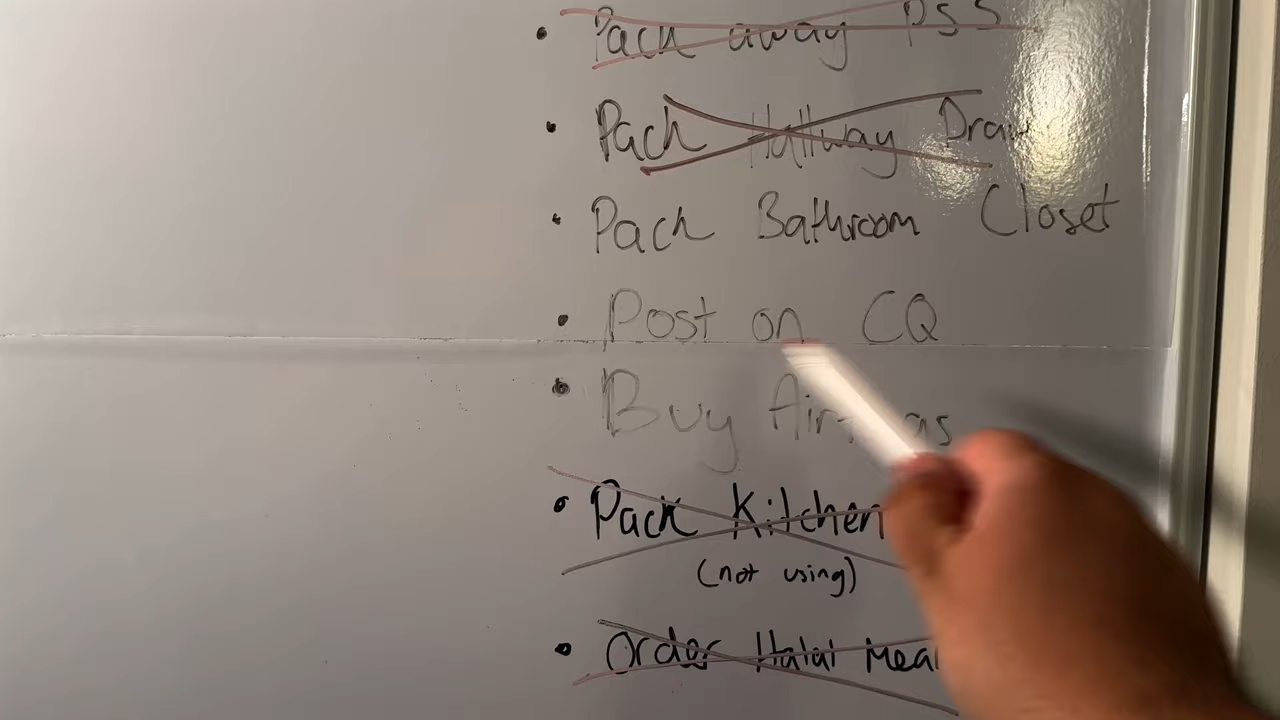 • Pack away PSS
• Pack Hallway Draw
• Pack Bathroom Closet
• Post on CQ
• Buy
• Pack Kitchen
(not using)
• Order Halal Meal